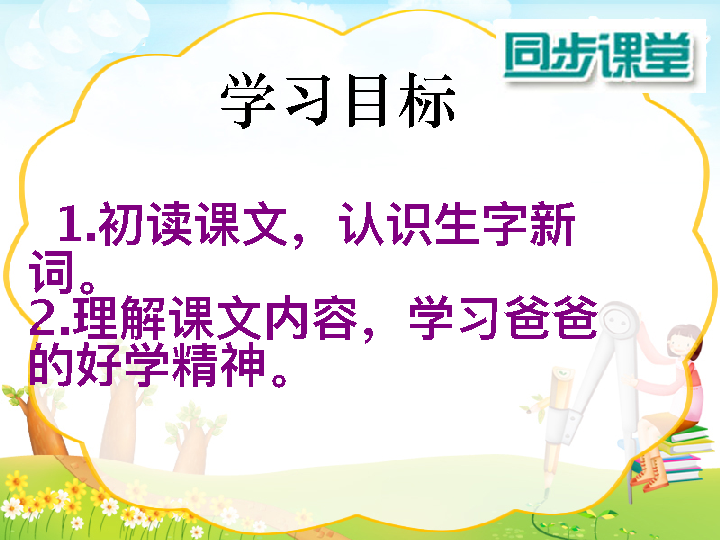 同步课堂
学习目标
1.初读课文，认识生字新
词。
2.理解课文内容，学习爸爸
的好学精神。